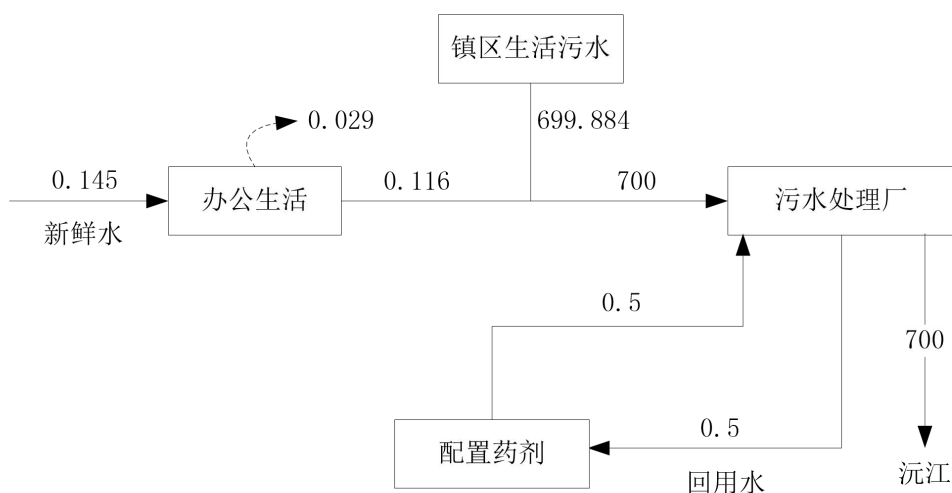 镇区生活污水
0.029
699.884
0.145
办公生活
0.116
700
污水处理厂
新鲜水
0.5
700
配置药剂
0.5
回用水
沅江